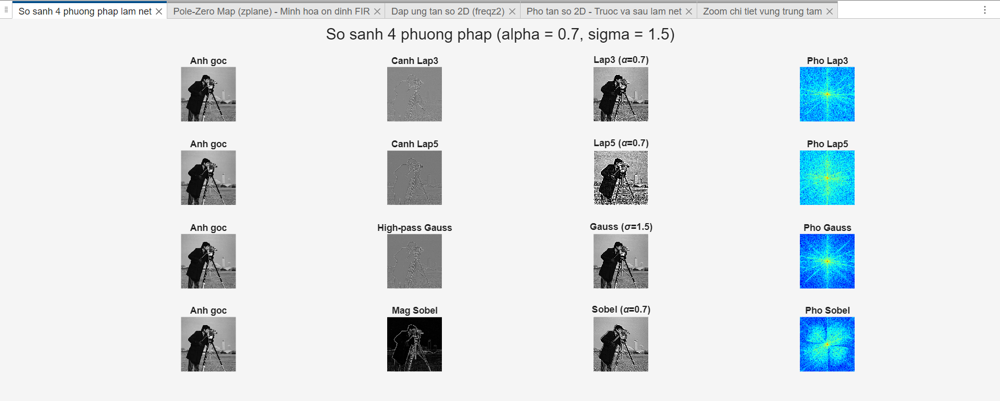 So sanh 4 phuong phap lam net
Pole-Zero Map (zplane) - Minh hoa on dinh FIR
Dap ung tan so 2D (freqz2)
Pho tan so 2D - Truoc va sau lam net
Zoom chi tiet vung trung tam
So sanh 4 phuong phap (alpha = 0.7, sigma = 1.5)
Anh goc
Canh Lap3
Lap3 (α=0.7)
Pho Lap3
Anh goc
Canh Lap5
Lap5 (α=0.7)
Pho Lap5
Anh goc
High-pass Gauss
Gauss (σ=1.5)
Pho Gauss
Anh goc
Mag Sobel
Sobel (α=0.7)
Pho Sobel